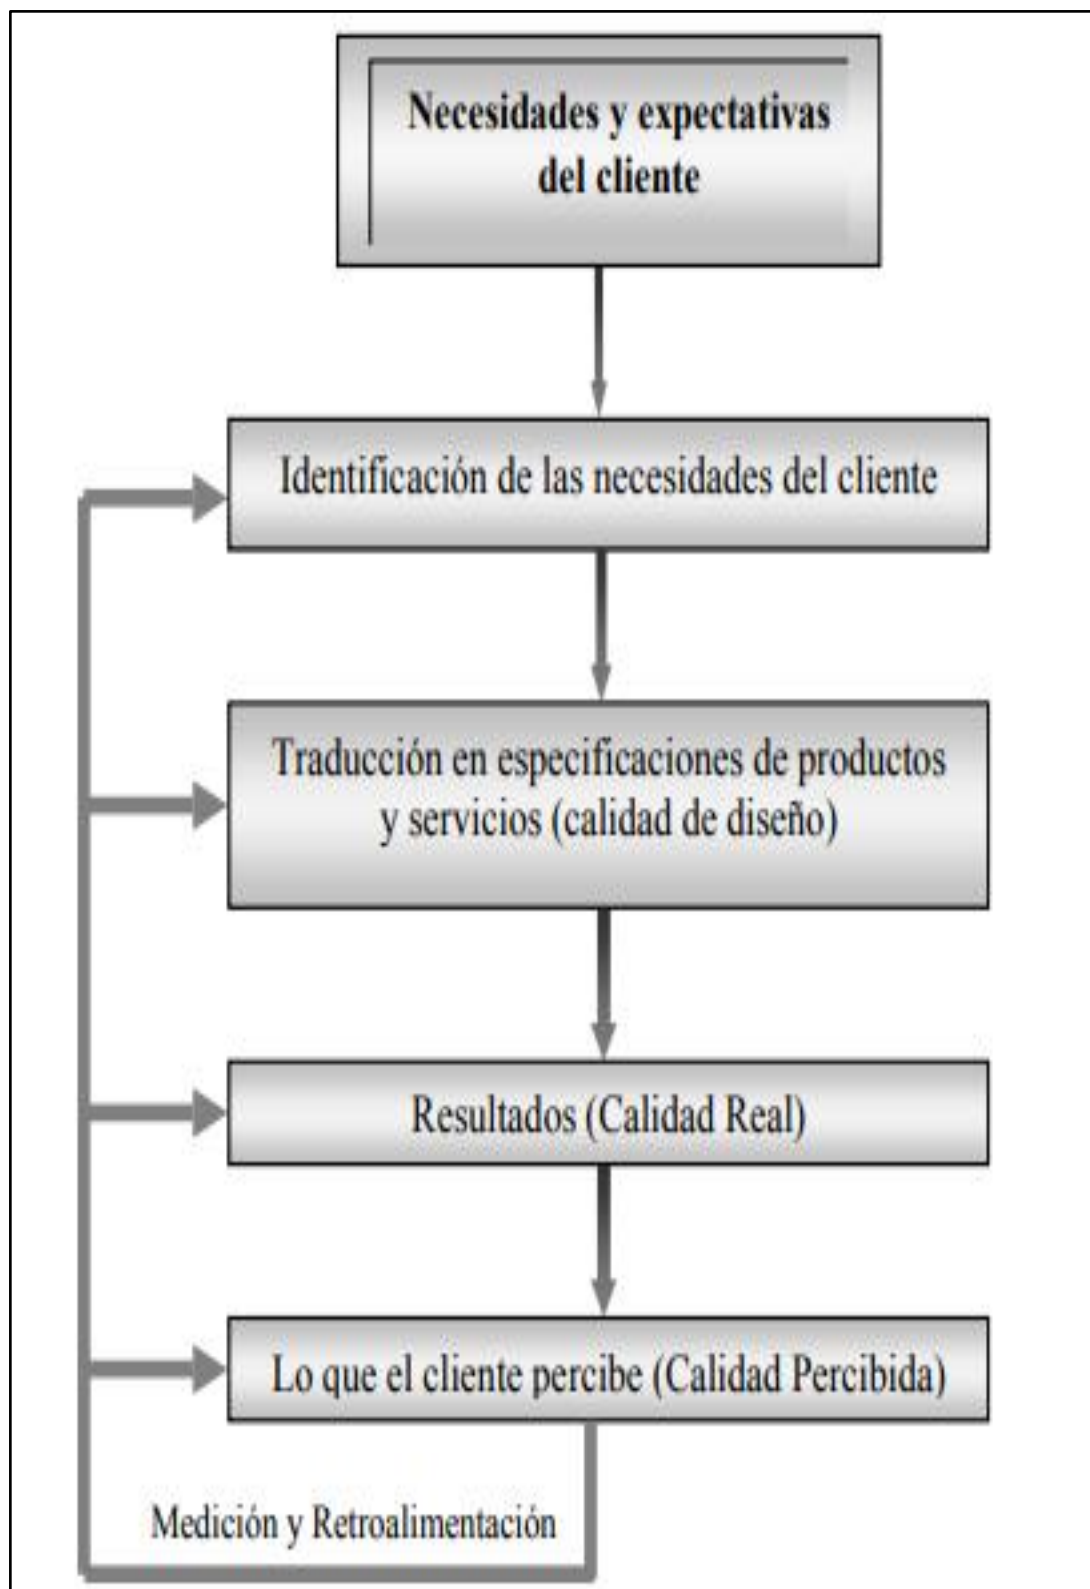 Necesidades y expectativas
del cliente
Identificación de las necesidades del cliente
Traducción en especificaciones de productos
y servicios (calidad de diseño)
Resultados (Calidad Real)
Lo que el cliente percibe (Calidad Percibida)
Medición y Retroalimentación